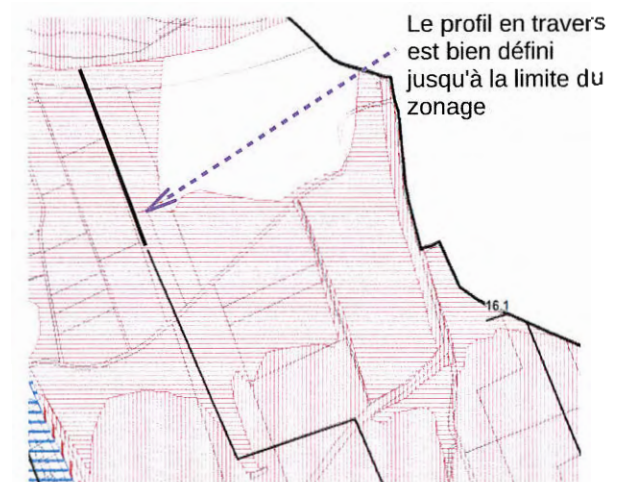 Le profil en travers
est bien défini
jusqu'à la limite du
zonage
16.1